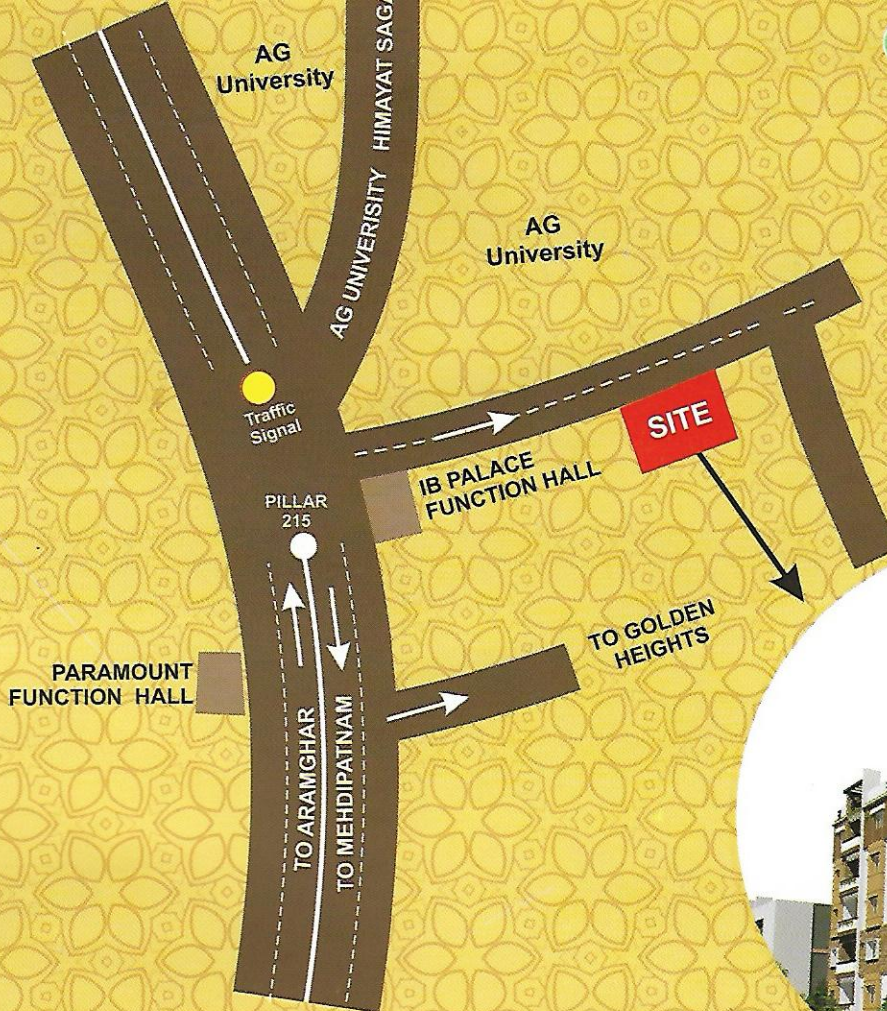 AG
University
HIMAYAT
AG UNIVERISITY
AG
University
Traffic
Signal
SITE
IB PALACE
FUNCTION HALL
PILLAR
215
TO GOLDEN
HEIGHTS
PARAMOUNT
FUNCTION HALL
TO ARAMGHAR
TO MEHDIPATNAM